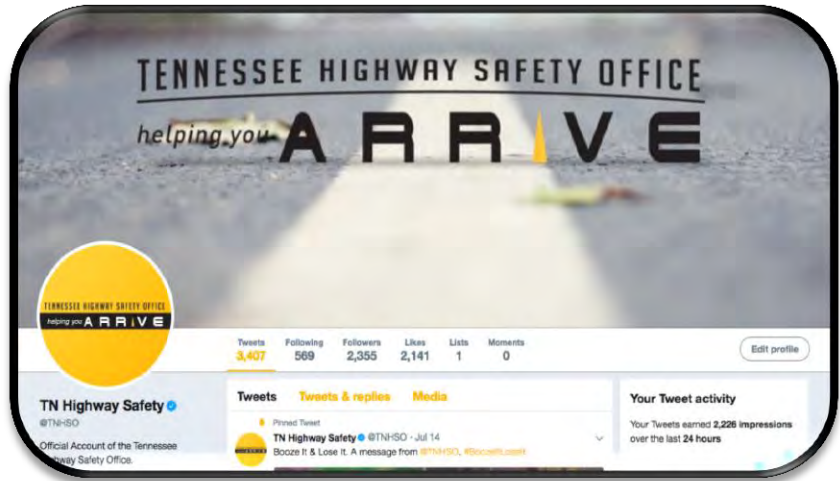 TENNESSEE HIGHWAY SAFETY OFFICE
helping you ARRIVE
TENNESSEE HIGHWAY SAFETY OFFICE
helping you ARRIVE
Tweets Following Followers Likes Lists Moments
3,407 569 2,355 2,141 1 0
Edit profile
TN Highway Safety
@TNHSO
Official Account of the Tennessee
Highway Safety Office.
Tweets Tweets & replies Media
Pinned Tweet
TN Highway Safety @TNHSO · Jul 14
Booze It & Lose It. A message from @TNHSO. #BoozeItLoseIt
Your Tweet activity
Your Tweets earned 2,226 impressions
over the last 24 hours